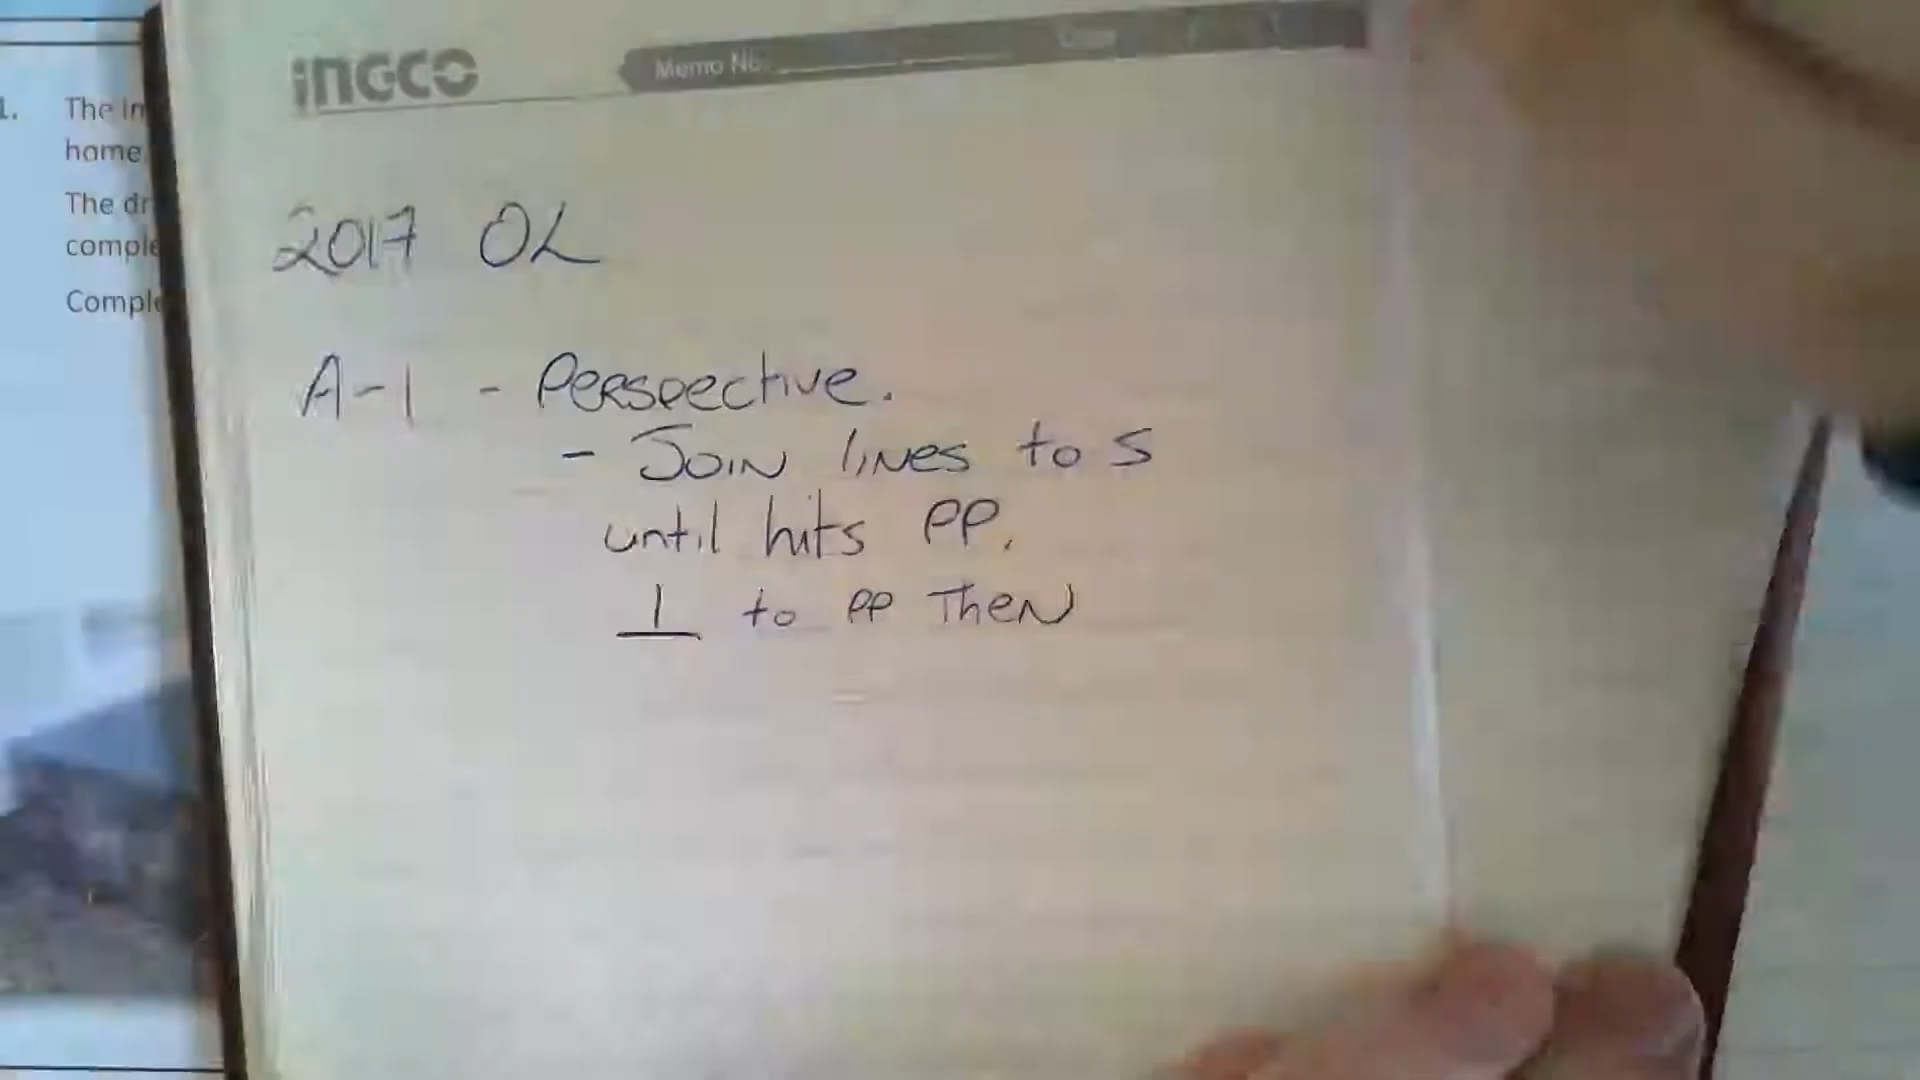 1. The in
home
The dr
comple
Comple
INGCO
Memo No.
2017 OL
A-1 - Perspective.
- Join lines to S
until hits PP.
⊥ to PP Then